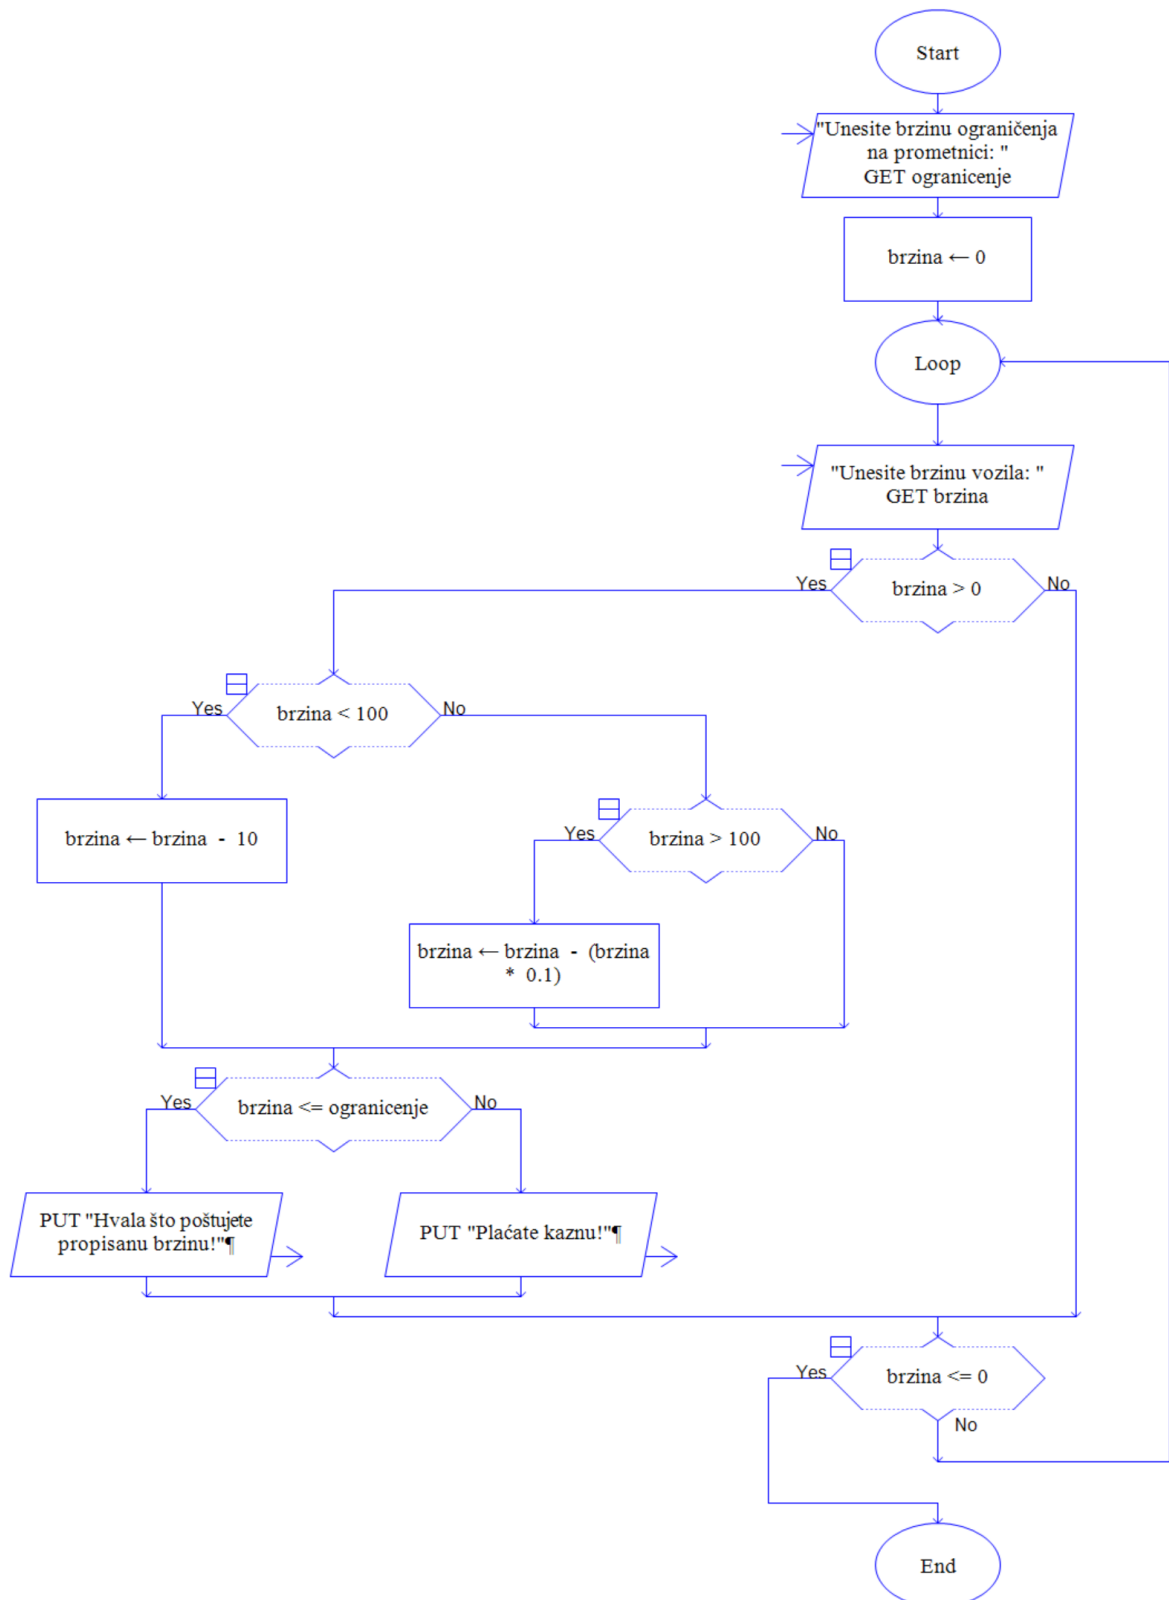 Start
"Unesite brzinu ograničenja
na prometnici: "
GET ogranicenje
brzina ← 0
Loop
"Unesite brzinu vozila: "
GET brzina
Yes
brzina > 0
No
Yes
brzina < 100
No
brzina ← brzina - 10
Yes
brzina > 100
No
brzina ← brzina - (brzina
* 0.1)
Yes
brzina <= ogranicenje
No
PUT "Hvala što poštujete
propisanu brzinu!"¶
PUT "Plaćate kaznu!"¶
Yes
brzina <= 0
No
End